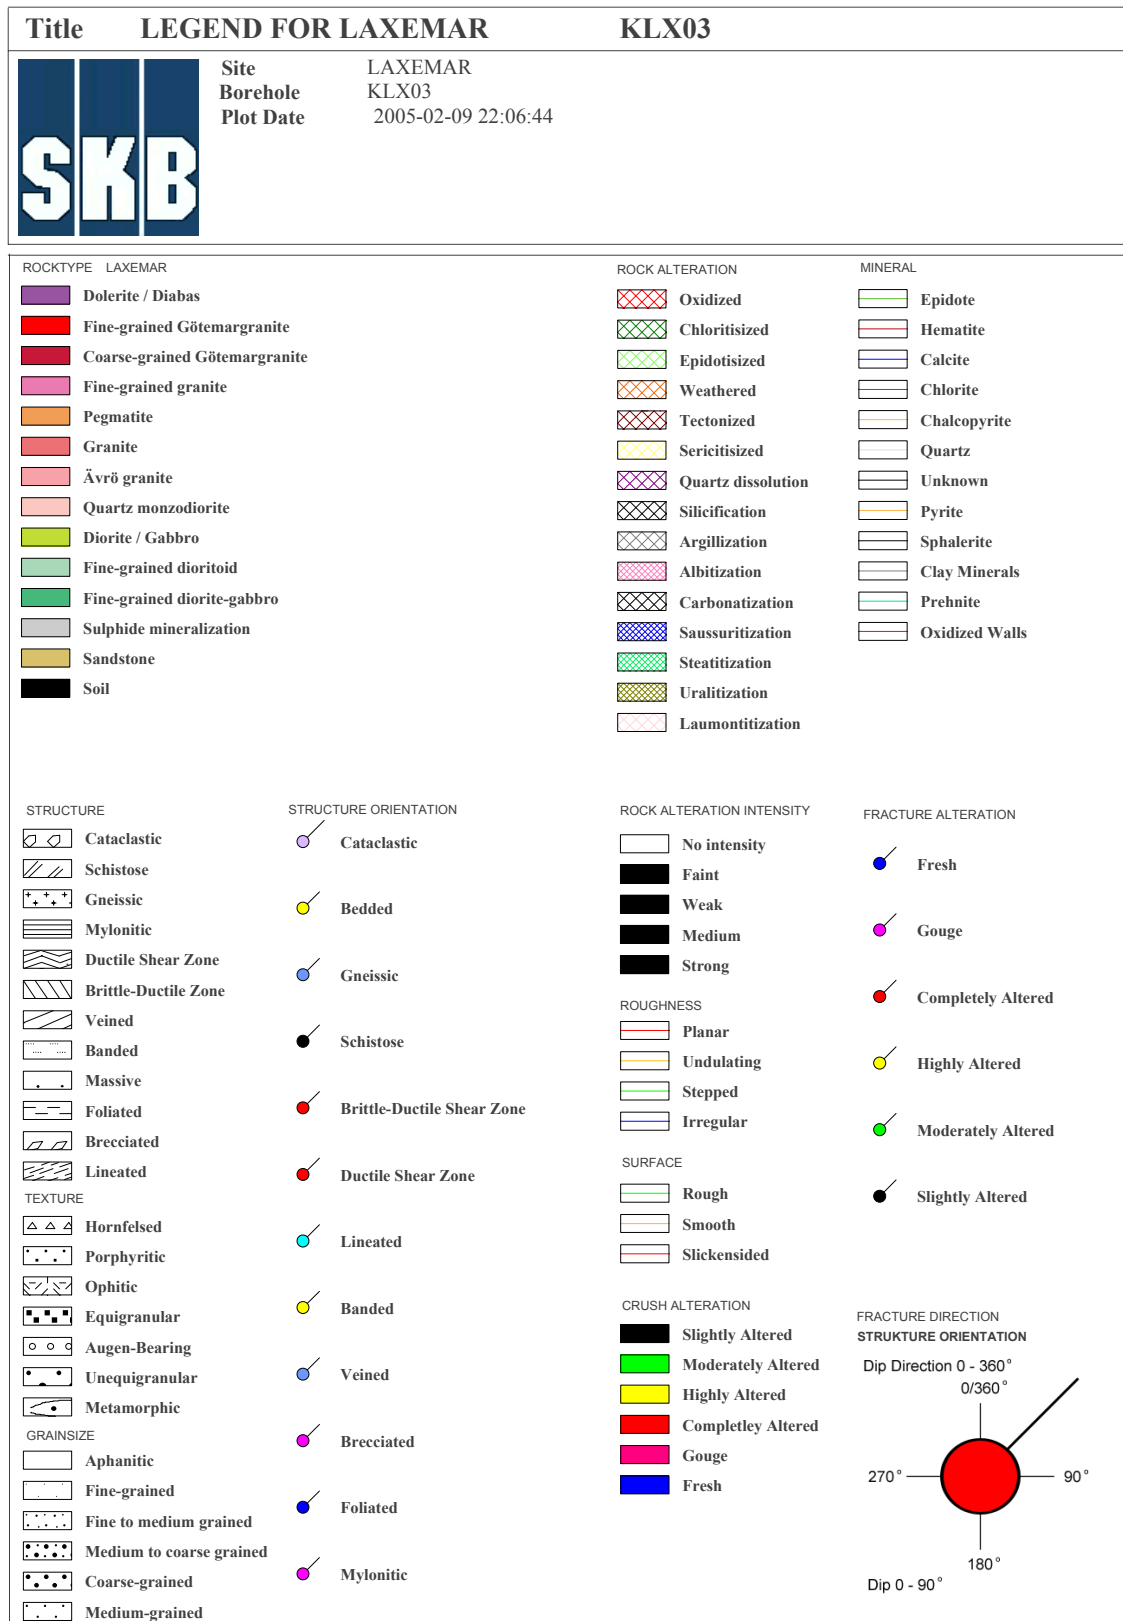 Title LEGEND FOR LAXEMAR KLX03
SKB
Site LAXEMAR
Borehole KLX03
Plot Date 2005-02-09 22:06:44
ROCKTYPE LAXEMAR
Dolerite / Diabas
Fine-grained Götemargranite
Coarse-grained Götemargranite
Fine-grained granite
Pegmatite
Granite
Ävrö granite
Quartz monzodiorite
Diorite / Gabbro
Fine-grained dioritoid
Fine-grained diorite-gabbro
Sulphide mineralization
Sandstone
Soil
ROCK ALTERATION
Oxidized
Chloritisized
Epidotisized
Weathered
Tectonized
Sericitisized
Quartz dissolution
Silicification
Argillization
Albitization
Carbonatization
Saussuritization
Steatitization
Uralitization
Laumontitization
MINERAL
Epidote
Hematite
Calcite
Chlorite
Chalcopyrite
Quartz
Unknown
Pyrite
Sphalerite
Clay Minerals
Prehnite
Oxidized Walls
STRUCTURE
Cataclastic
Schistose
Gneissic
Mylonitic
Ductile Shear Zone
Brittle-Ductile Zone
Veined
Banded
Massive
Foliated
Brecciated
Lineated
TEXTURE
Hornfelsed
Porphyritic
Ophitic
Equigranular
Augen-Bearing
Unequigranular
Metamorphic
GRAINSIZE
Aphanitic
Fine-grained
Fine to medium grained
Medium to coarse grained
Coarse-grained
Medium-grained
STRUCTURE ORIENTATION
Cataclastic
Bedded
Gneissic
Schistose
Brittle-Ductile Shear Zone
Ductile Shear Zone
Lineated
Banded
Veined
Brecciated
Foliated
Mylonitic
ROCK ALTERATION INTENSITY
No intensity
Faint
Weak
Medium
Strong
ROUGHNESS
Planar
Undulating
Stepped
Irregular
SURFACE
Rough
Smooth
Slickensided
CRUSH ALTERATION
Slightly Altered
Moderately Altered
Highly Altered
Completley Altered
Gouge
Fresh
FRACTURE ALTERATION
Fresh
Gouge
Completely Altered
Highly Altered
Moderately Altered
Slightly Altered
FRACTURE DIRECTION
STRUKTURE ORIENTATION
Dip Direction 0 - 360°
0/360°
270° 90°
180°
Dip 0 - 90°